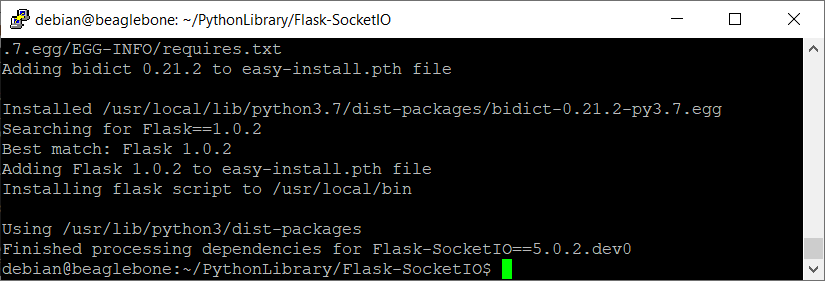 debian@beaglebone: ~/PythonLibrary/Flask-SocketIO
.7.egg/EGG-INFO/requires.txt
Adding bidict 0.21.2 to easy-install.pth file
Installed /usr/local/lib/python3.7/dist-packages/bidict-0.21.2-py3.7.egg
Searching for Flask==1.0.2
Best match: Flask 1.0.2
Adding Flask 1.0.2 to easy-install.pth file
Installing flask script to /usr/local/bin
Using /usr/lib/python3/dist-packages
Finished processing dependencies for Flask-SocketIO==5.0.2.dev0
debian@beaglebone:~/PythonLibrary/Flask-SocketIO$